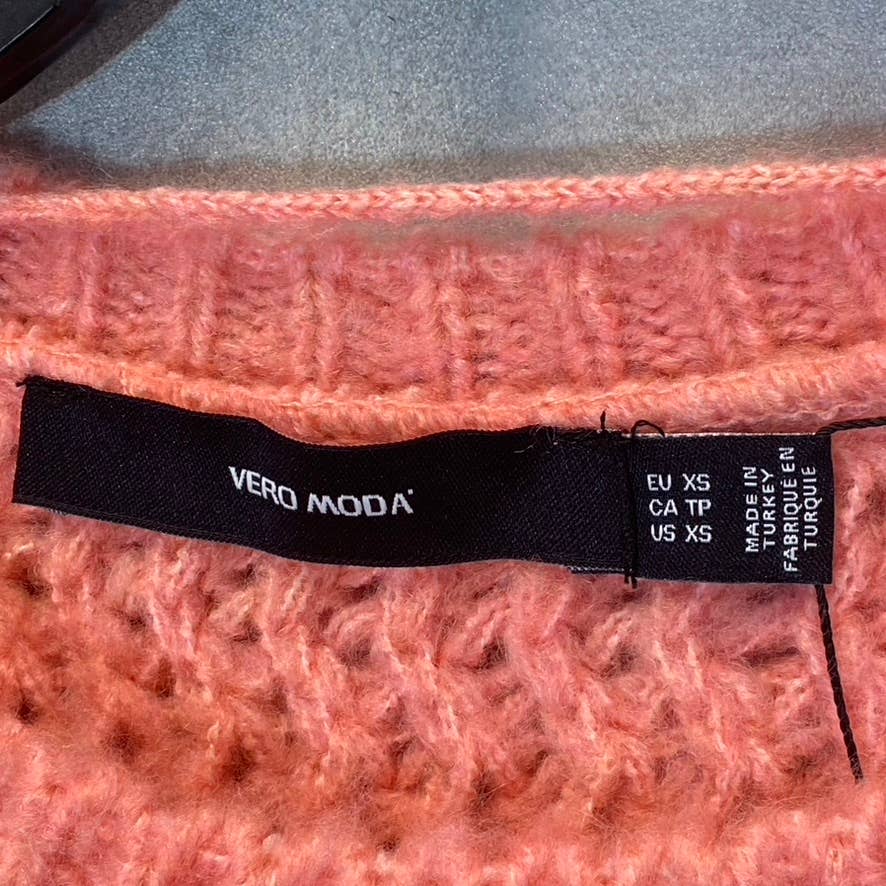 VERO MODA
EU XS
CA TP
US XS
MADE IN
TURKEY
FABRIQUE EN
TURQUIE